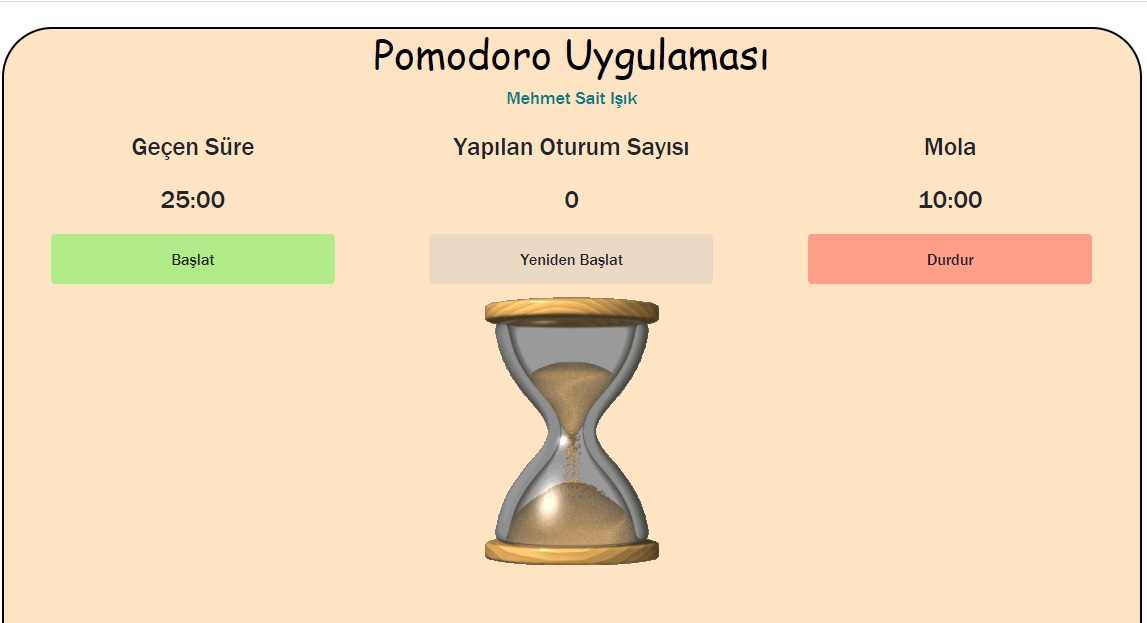 Pomodoro Uygulaması
Mehmet Sait Işık
Geçen Süre
Yapılan Oturum Sayısı
Mola
25:00
0
10:00
Başlat
Yeniden Başlat
Durdur